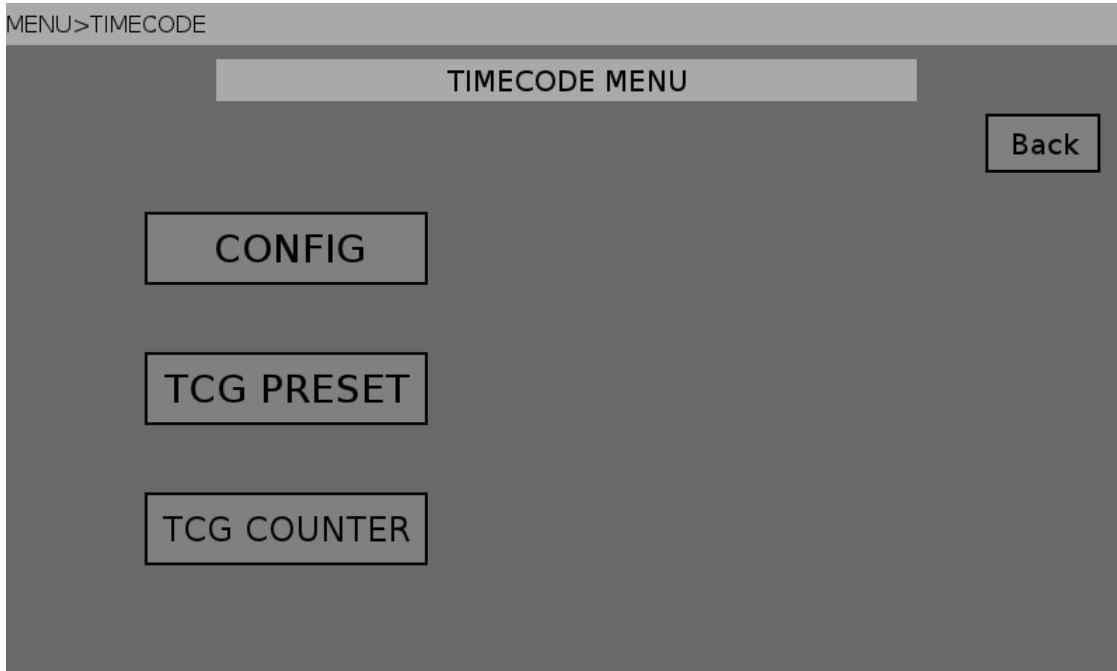 MENU>TIMECODE
TIMECODE MENU
Back
CONFIG
TCG PRESET
TCG COUNTER